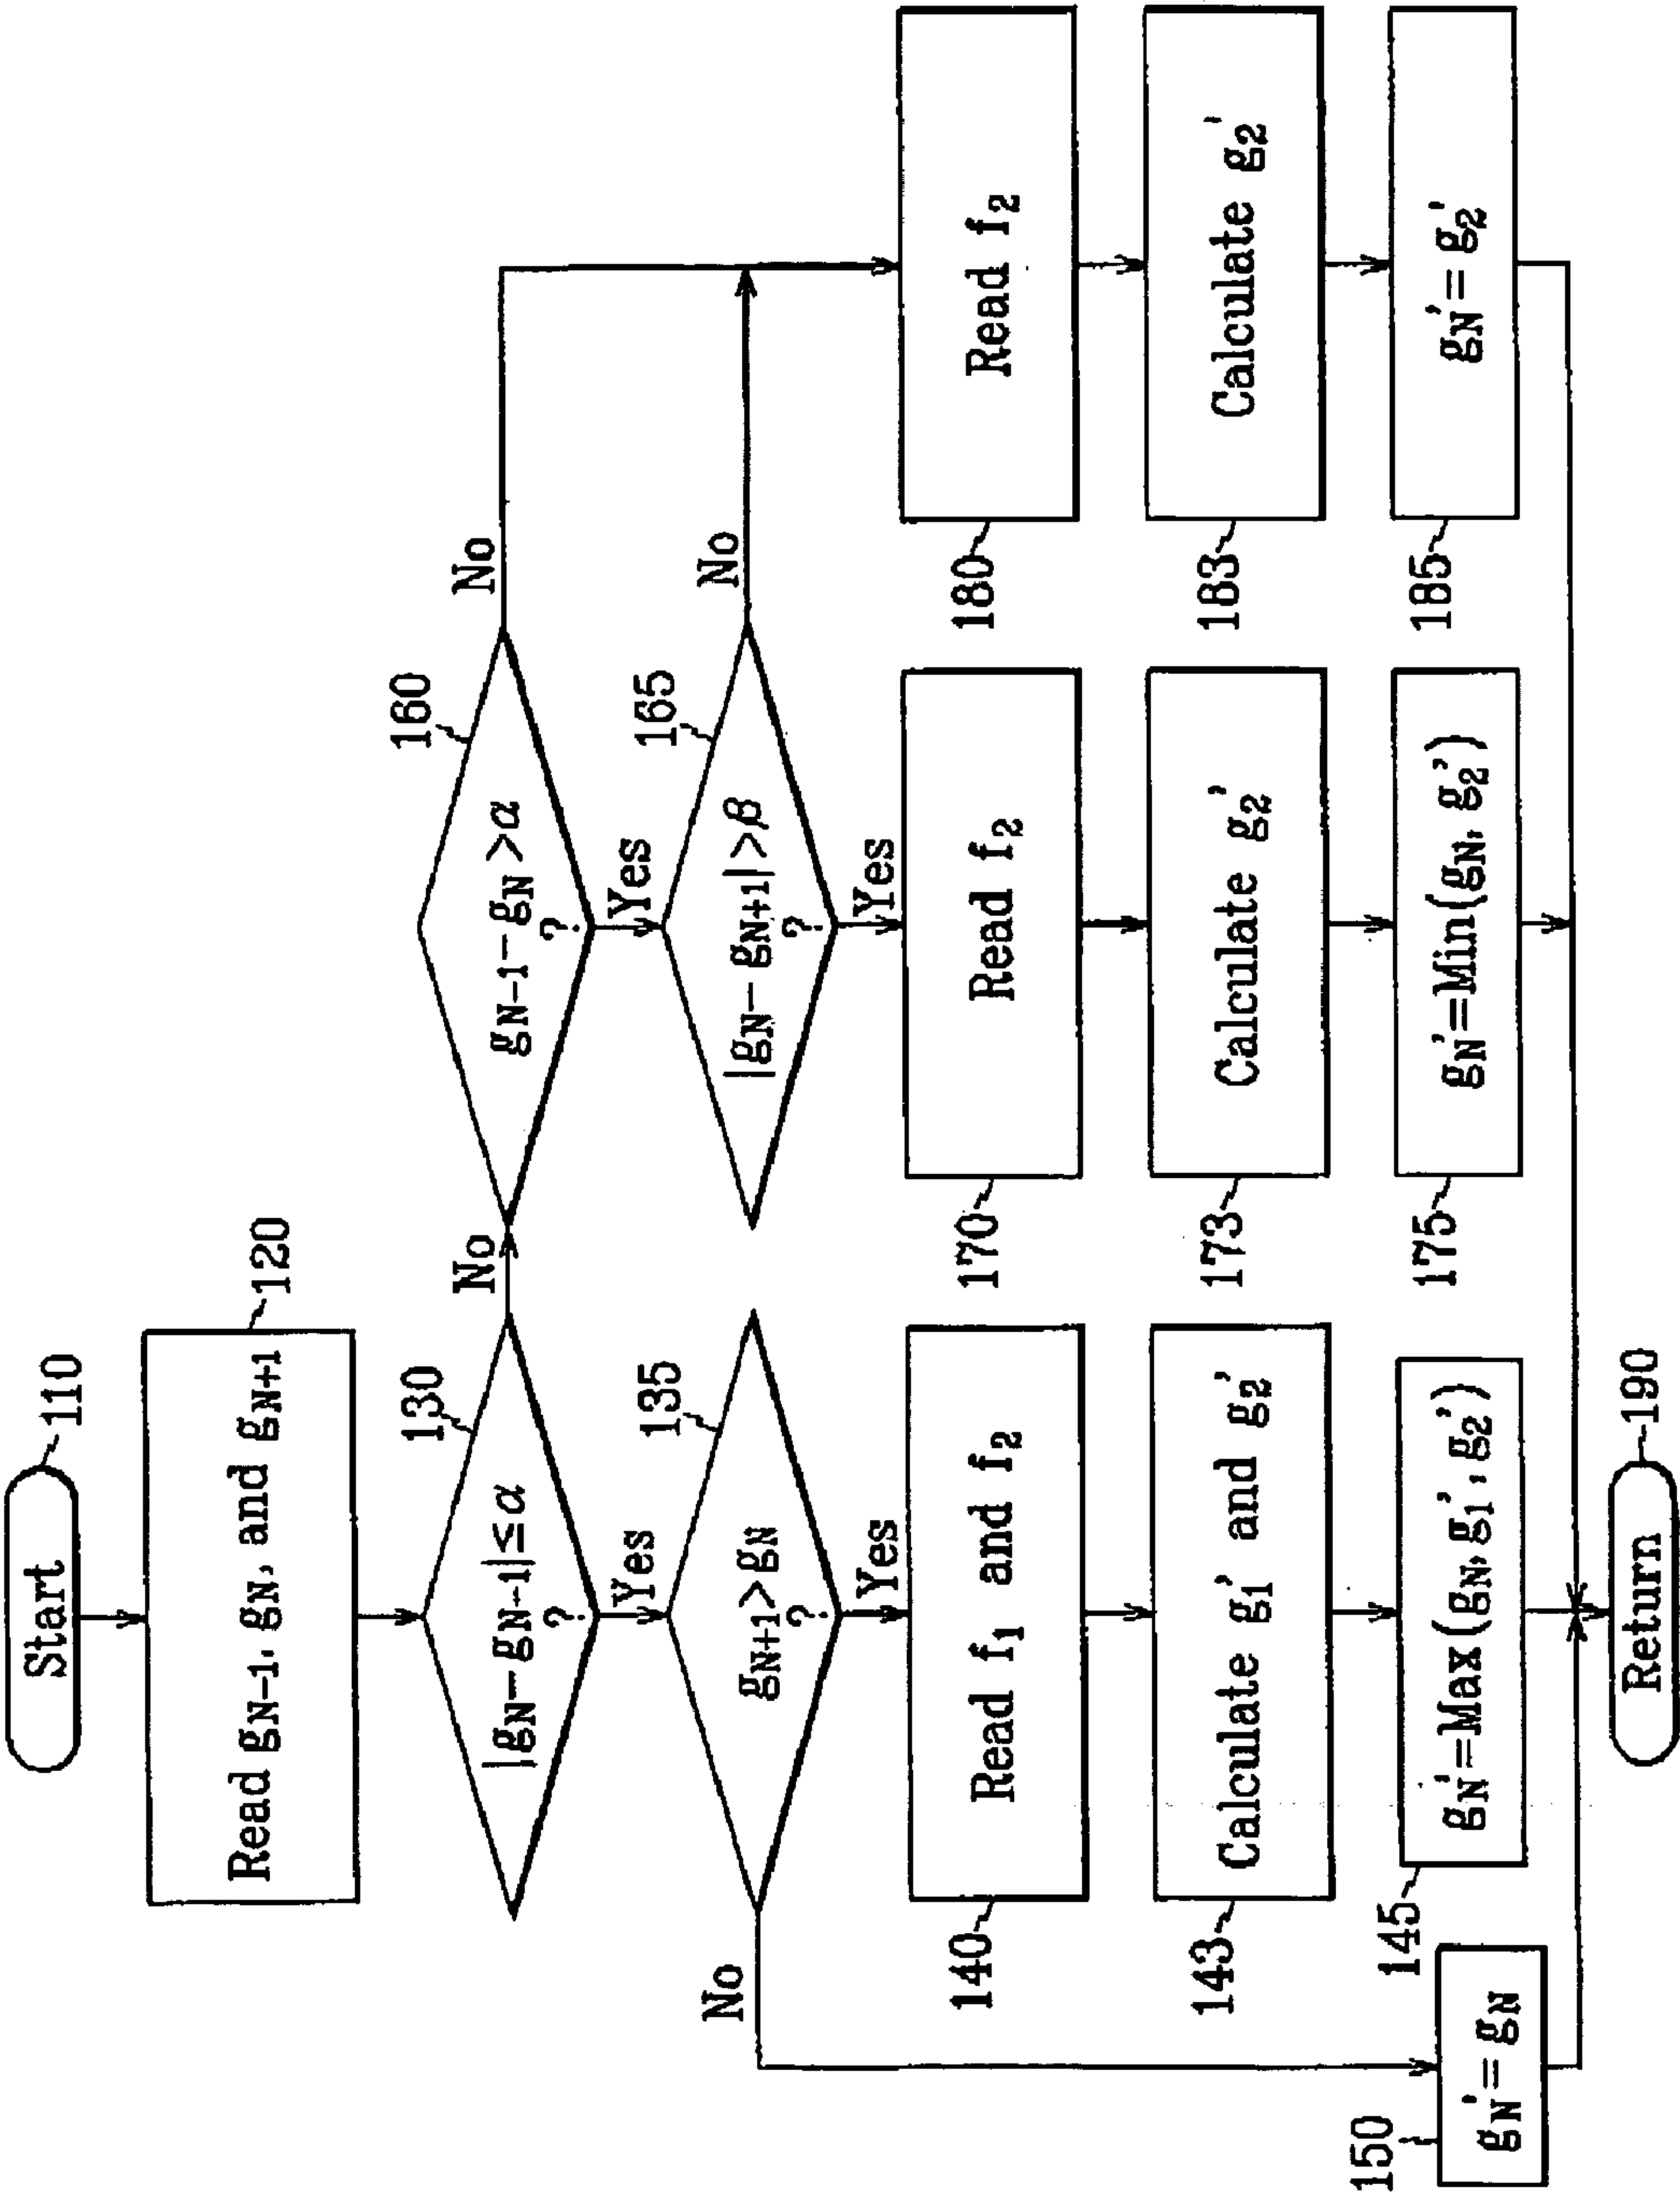 Start
110
Read gN-1, gN, and gN+1
120
|gN-gN-1|≤α
?
130
No
Yes
gN-1-gN>α
?
160
No
Yes
gN+1>gN
?
135
No
Yes
|gN-gN+1|>β
?
165
No
Yes
Read f1 and f2
140
Read f2
170
Read f2
180
Calculate g1' and g2'
143
Calculate g2'
173
Calculate g2'
183
150
gN'=gN
145
gN'=Max(gN, g1', g2')
175
gN'=Min(gN, g2')
185
gN'=g2'
Return
190